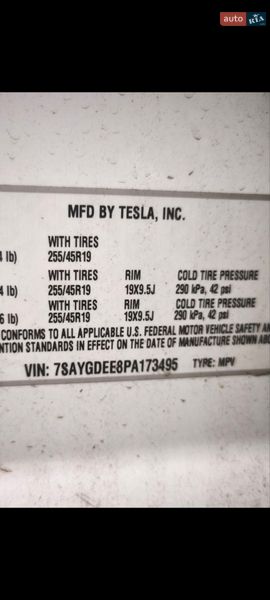 auto RIA
MFD BY TESLA, INC.
WITH TIRES
lb) 255/45R19
WITH TIRES RIM COLD TIRE PRESSURE
4 lb) 255/45R19 19X9.5J 290 kPa, 42 psi
WITH TIRES RIM COLD TIRE PRESSURE
6 lb) 255/45R19 19X9.5J 290 kPa, 42 psi
CONFORMS TO ALL APPLICABLE U.S. FEDERAL MOTOR VEHICLE SAFETY
NTION STANDARDS IN EFFECT ON THE DATE OF MANUFACTURE SHOWN ABO
VIN: 7SAYGDEE8PA173495 TYPE: MPV